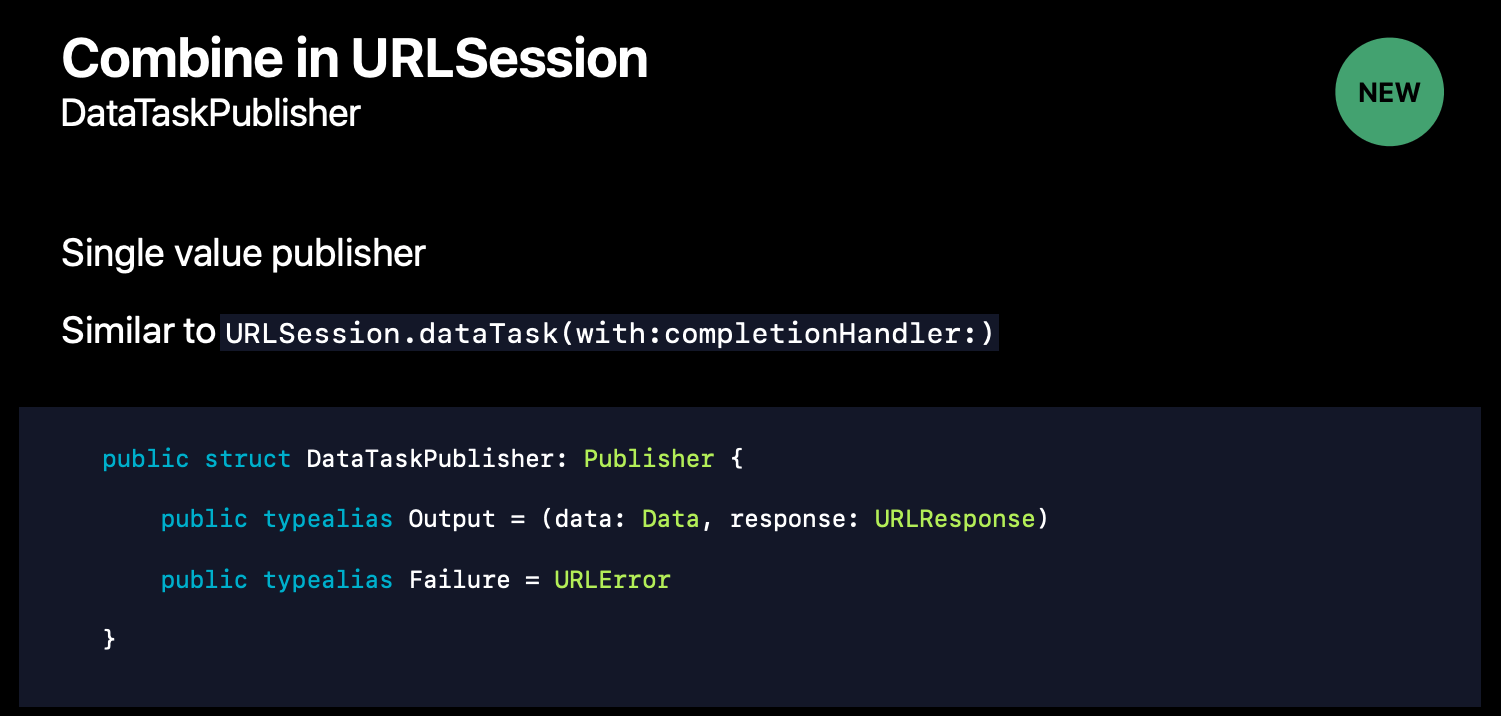 Combine in URLSession
DataTaskPublisher
NEW
Single value publisher
Similar to URLSession.dataTask(with:completionHandler:)
public struct DataTaskPublisher: Publisher {
public typealias Output = (data: Data, response: URLResponse)
public typealias Failure = URLError
}